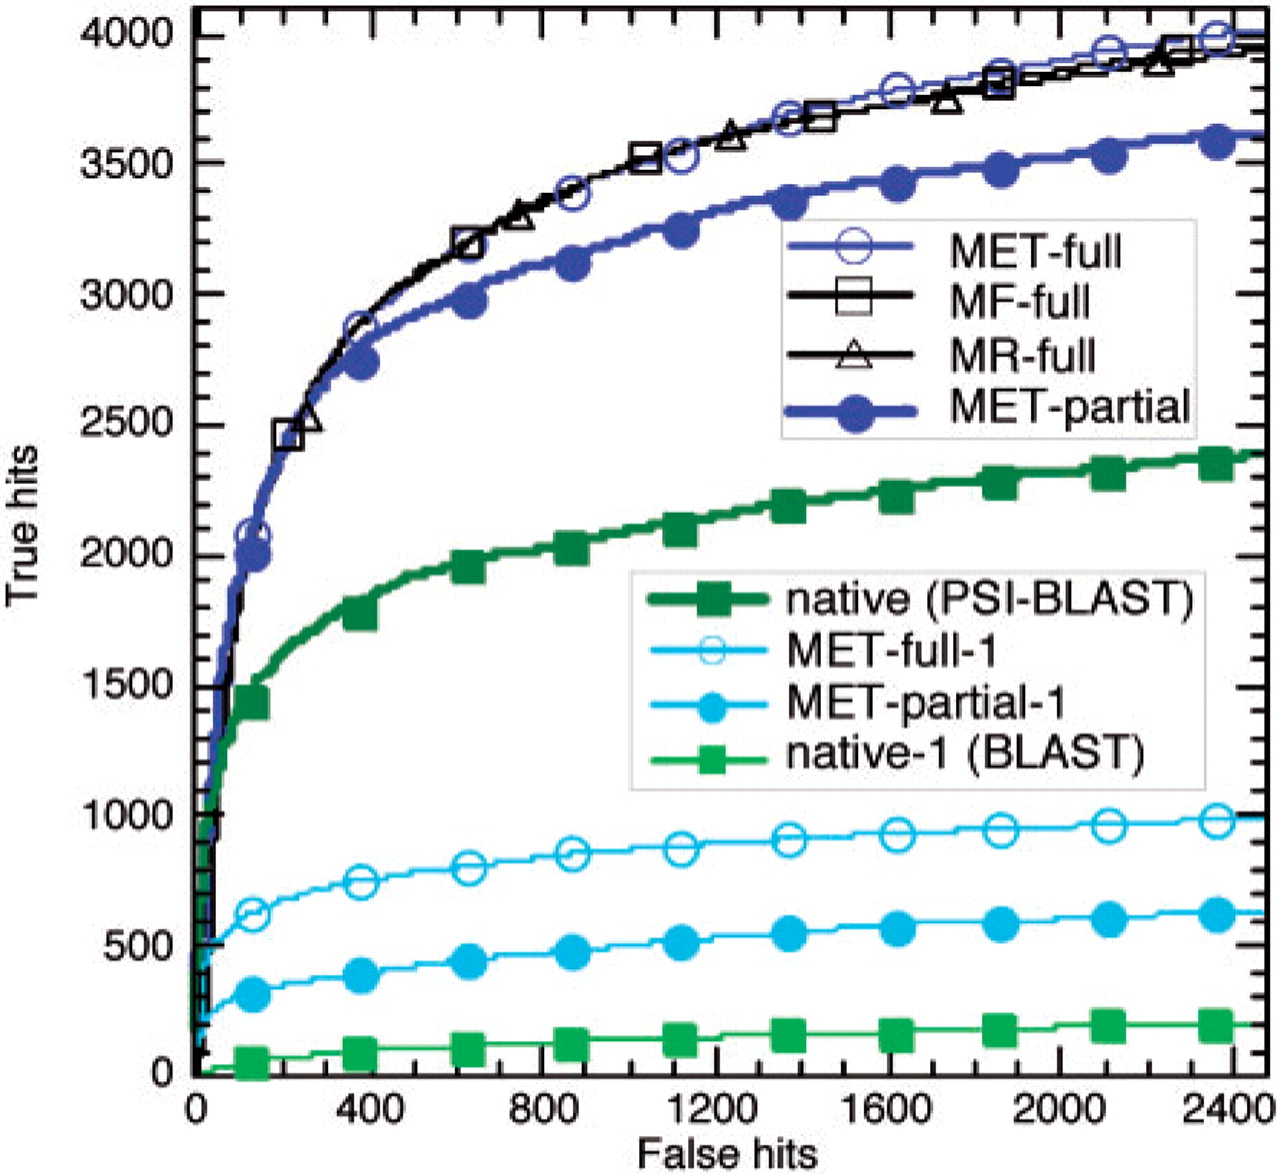 4000
3500
3000
2500
2000
1500
1000
500
0
True hits
MET-full
MF-full
MR-full
MET-partial
native (PSI-BLAST)
MET-full-1
MET-partial-1
native-1 (BLAST)
0 400 800 1200 1600 2000 2400
False hits